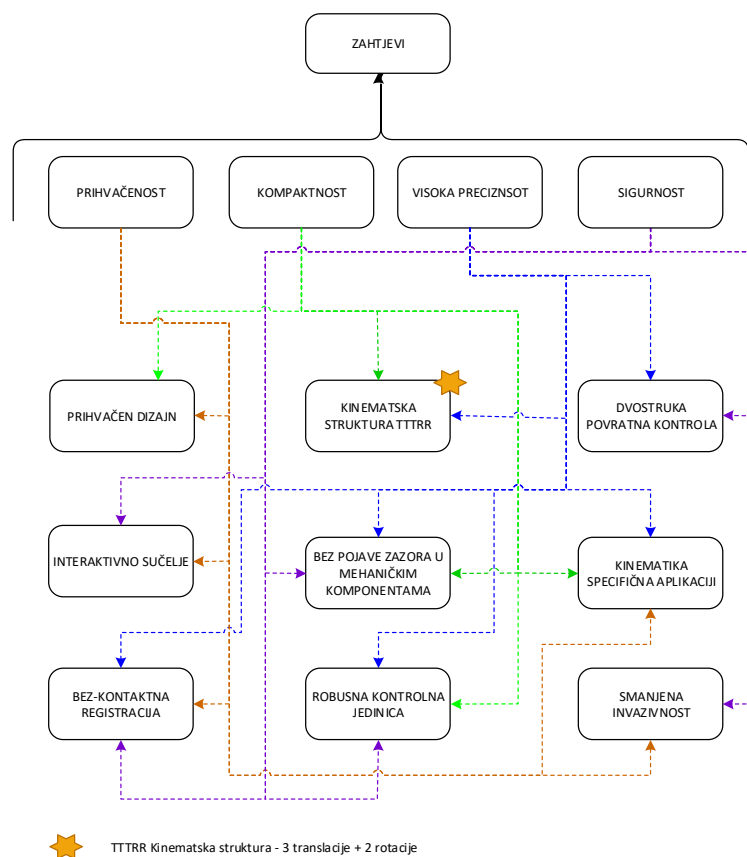 ZAHTJEVI
PRIHVAČENOST
KOMPAKTNOST
VISOKA PRECIZNSOT
SIGURNOST
PRIHVAČEN DIZAJN
KINEMATSKA
STRUKTURA TTTRR
DVOSTRUKA
POVRATNA KONTROLA
INTERAKTIVNO SUČELJE
BEZ POJAVE ZAZORA U
MEHANIČKIM
KOMPONENTAMA
KINEMATIKA
SPECIFIČNA APLIKACIJI
BEZ-KONTAKTNA
REGISTRACIJA
ROBUSNA KONTROLNA
JEDINICA
SMANJENA
INVAZIVNOST
TTTRR Kinematska struktura - 3 translacije + 2 rotacije